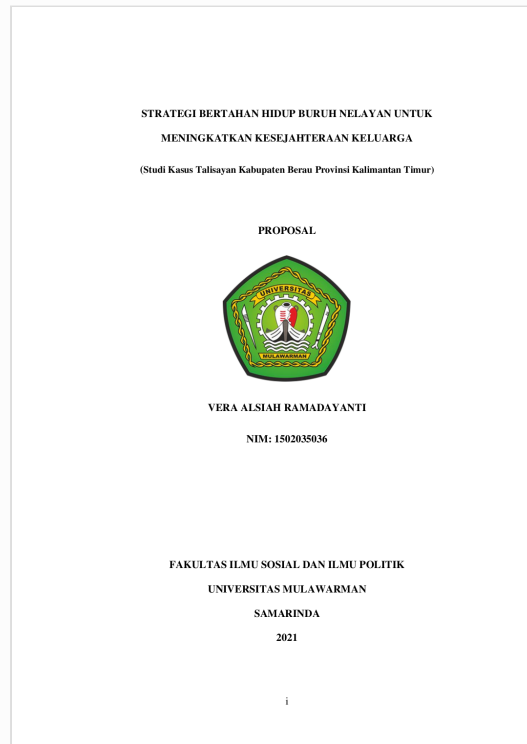 STRATEGI BERTAHAN HIDUP BURUH NELAYAN UNTUK
MENINGKATKAN KESEJAHTERAAN KELUARGA
(Studi Kasus Talisayan Kabupaten Berau Provinsi Kalimantan Timur)
PROPOSAL
UNIVERSITAS
MULAWARMAN
VERA ALSIAH RAMADAYANTI
NIM: 1502035036
FAKULTAS ILMU SOSIAL DAN ILMU POLITIK
UNIVERSITAS MULAWARMAN
SAMARINDA
2021
i